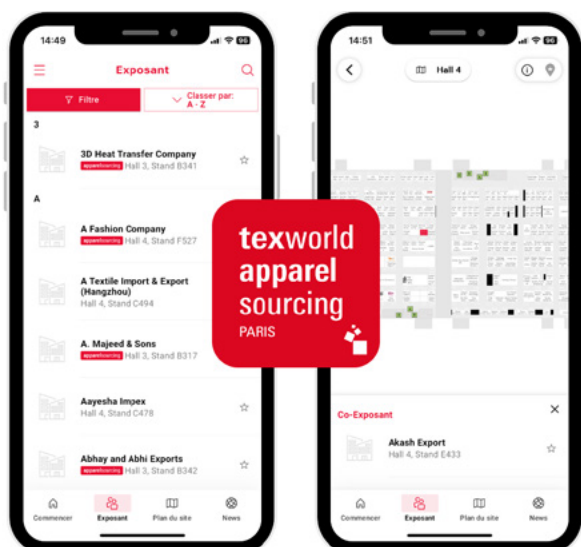 14:49
96
Exposant
Filtre
Classer par:
A - Z
3
3D Heat Transfer Company
apparelsourcing Hall 3, Stand B341
A
A Fashion Company
apparelsourcing Hall 4, Stand F527
A Textile Import & Export
(Hangzhou)
Hall 4, Stand C494
A. Majeed & Sons
apparelsourcing Hall 3, Stand B317
Aayesha Impex
Hall 4, Stand C478
Abhay and Abhi Exports
apparelsourcing Hall 3, Stand B342
Commencer
Exposant
Plan du site
News
texworld
apparel
sourcing
PARIS
14:51
96
Hall 4
Co-Exposant
Akash Export
Hall 4, Stand E433
Commencer
Exposant
Plan du site
News